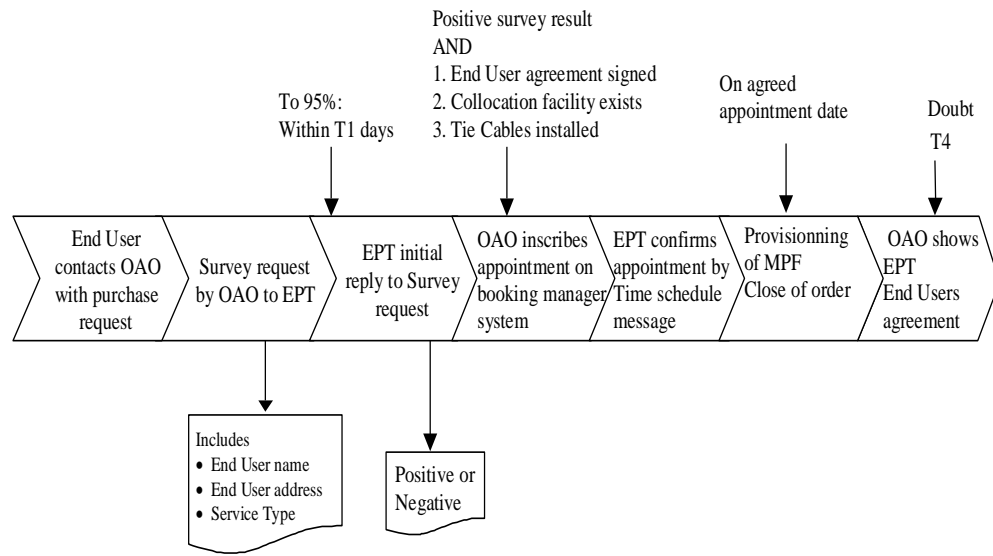 Positive survey result
AND
1. End User agreement signed
2. Collocation facility exists
3. Tie Cables installed
To 95%:
Within T1 days
On agreed
appointment date
Doubt
T4
End User
contacts OAO
with purchase
request
Survey request
by OAO to EPT
EPT initial
reply to Survey
request
OAO inscribes
appointment on
booking manager
system
EPT confirms
appointment by
Time schedule
message
Provisionning
of MPF
Close of order
OAO shows
EPT
End Users
agreement
Includes
• End User name
• End User address
• Service Type
Positive or
Negative